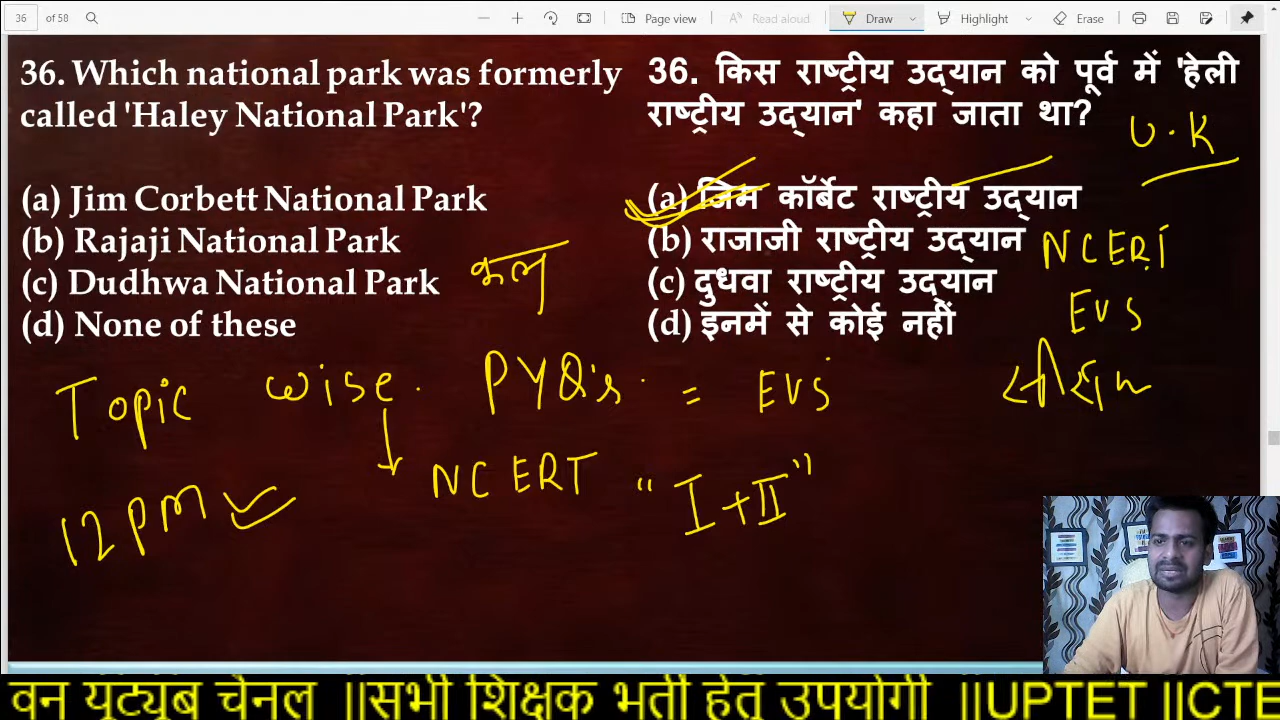 36 of 58 Page view Read aloud Draw Highlight Erase
36. Which national park was formerly
called 'Haley National Park'?
(a) Jim Corbett National Park
(b) Rajaji National Park
(c) Dudhwa National Park
(d) None of these
36. किस राष्ट्रीय उद्यान को पूर्व में 'हेली
राष्ट्रीय उद्यान' कहा जाता था?
U.K
(a) जिम कॉर्बेट राष्ट्रीय उद्यान
(b) राजाजी राष्ट्रीय उद्यान
(c) दुधवा राष्ट्रीय उद्यान
(d) इनमें से कोई नहीं
NCERT
EVS
कल
Topic wise PYQ's = EVS
NCERT "I+II"
12 PM
वन यूट्यूब चैनल ||सभी शिक्षक भर्ती हेतु उपयोगी ||UPTET ||CTE